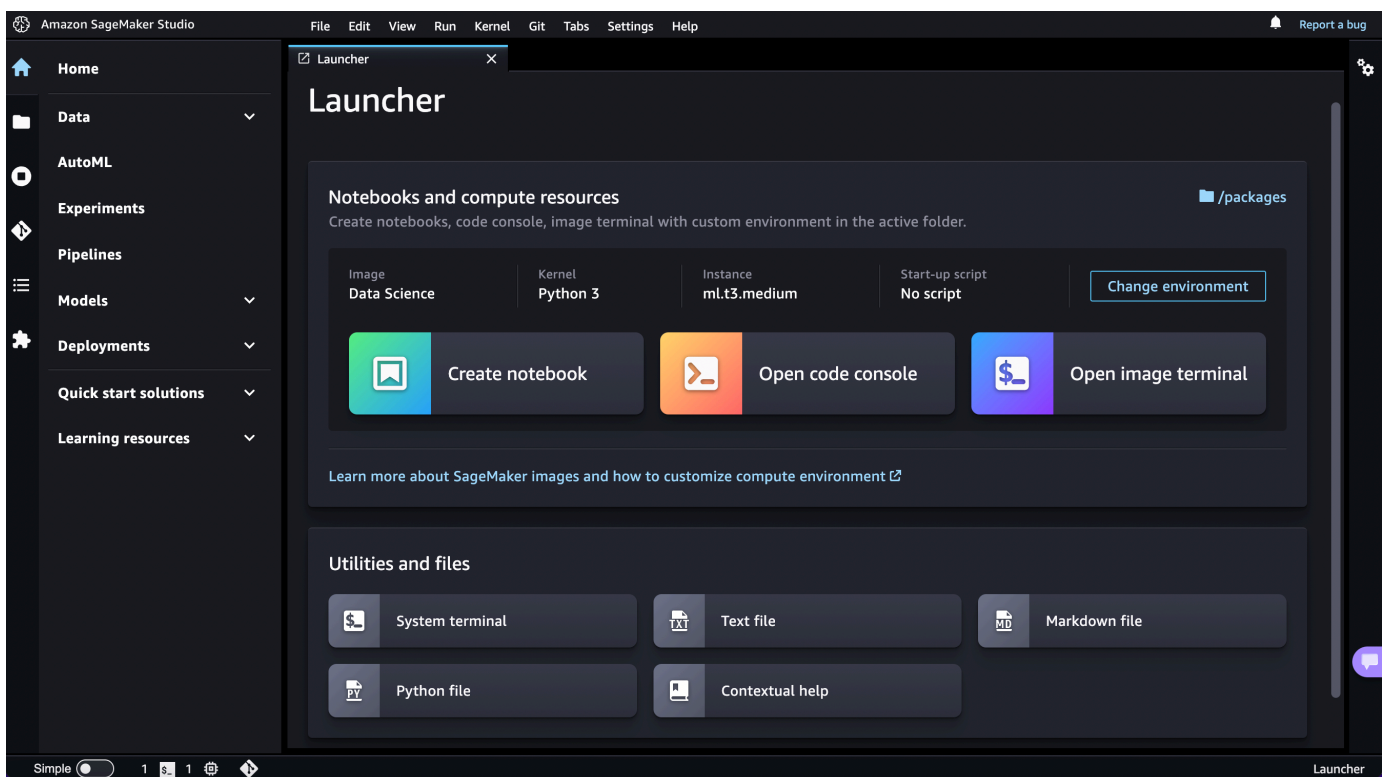 Amazon SageMaker Studio
File Edit View Run Kernel Git Tabs Settings Help
Report a bug
Home
Data
AutoML
Experiments
Pipelines
Models
Deployments
Quick start solutions
Learning resources
Launcher
Launcher
Notebooks and compute resources
/packages
Create notebooks, code console, image terminal with custom environment in the active folder.
Image
Data Science
Kernel
Python 3
Instance
ml.t3.medium
Start-up script
No script
Change environment
Create notebook
$_
Open code console
Open image terminal
Learn more about SageMaker images and how to customize compute environment
Utilities and files
$_
System terminal
TXT
Text file
MD
Markdown file
PY
Python file
Contextual help
Simple
1 $_ 1
Launcher